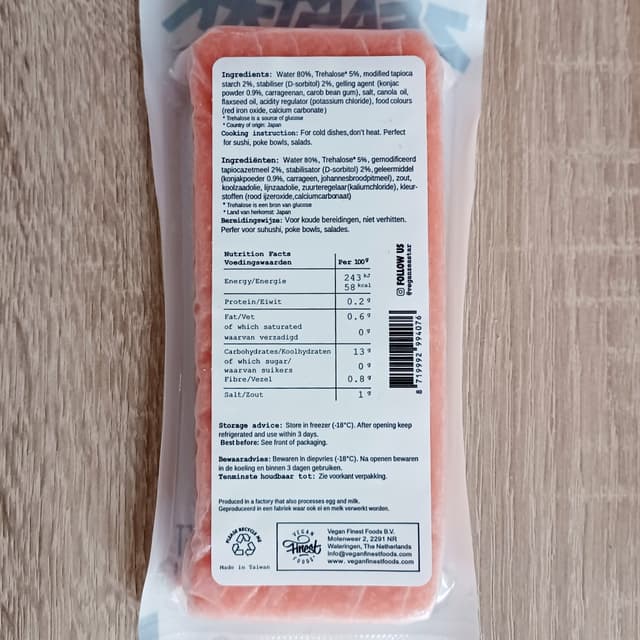 Ingredients: Water 80%, Trehalose* 5%, modified tapioca
starch 2%, stabiliser (D-sorbitol) 2%, gelling agent (konjac
powder 0.9%, carrageenan, carob bean gum), salt, canola oil,
flaxseed oil, acidity regulator (potassium chloride), food colours
(red iron oxide, calcium carbonate)
* Trehalose is a source of glucose
* Country of origin: Japan
Cooking instruction: For cold dishes,don't heat. Perfect
for sushi, poke bowls, salads.
Ingrediënten: Water 80%, Trehalose* 5%, gemodificeerd
tapiocazetmeel 2%, stabilisator (D-sorbitol) 2%, geleermiddel
(konjakpoeder 0.9%, carrageen, johannesbroodpitmeel), zout,
koolzaadolie, lijnzaadolie, zuurteregelaar(kaliumchloride), kleur-
stoffen (rood ijzeroxide,calciumcarbonaat)
* Trehalose is een bron van glucose
* Land van herkomst: Japan
Bereidingswijze: Voor koude bereidingen, niet verhitten.
Perfer voor suhushi, poke bowls, salades.
Nutrition Facts
Voedingswaarden Per 100g
Energy/Energie 243 kJ
58 kcal
Protein/Eiwit 0.2 g
Fat/Vet 0.6 g
of which saturated
waarvan verzadigd 0 g
Carbohydrates/Koolhydraten 13 g
of which sugar/
waarvan suikers 0 g
Fibre/Vezel 0.8 g
Salt/Zout 1 g
FOLLOW US
@veganzeastar
8 719992 994076
Storage advice: Store in freezer (-18°C). After opening keep
refrigerated and use within 3 days.
Best before: See front of packaging.
Bewaaradvies: Bewaren in diepvries (-18°C). Na openen bewaren
in de koeling en binnen 3 dagen gebruiken.
Tenminste houdbaar tot: Zie voorkant verpakking.
Produced in a factory that also processes egg and milk.
Geproduceerd in een fabriek waar ook ei en melk verwerkt worden.
PLEASE RECYCLE ME
Made in Taiwan
VEGAN
Finest
FOODS
Vegan Finest Foods B.V.
Molenweer 2, 2291 NR
Wateringen, The Netherlands
info@veganfinestfoods.com
www.veganfinestfoods.com